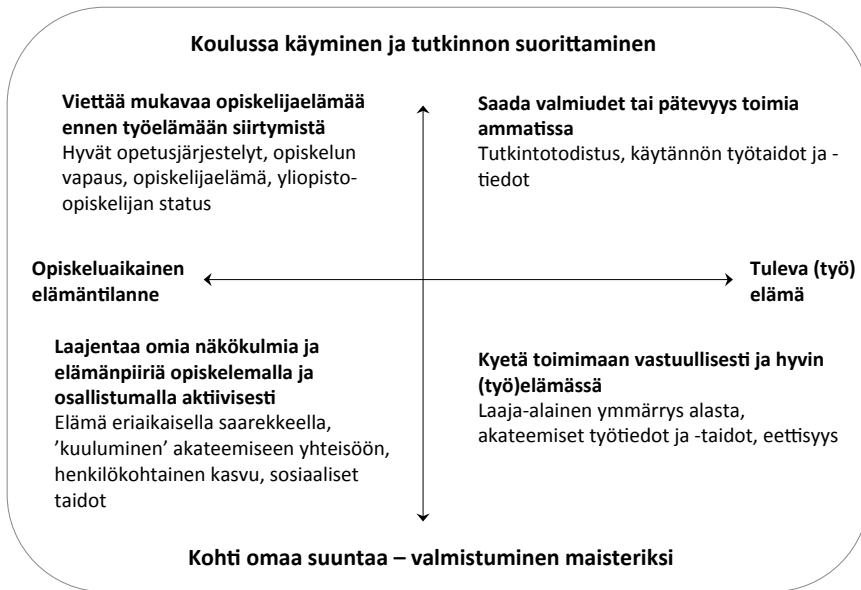 Koulussa käyminen ja tutkinnon suorittaminen
Viettää mukavaa opiskelijaelämää
ennen työelämään siirtymistä
Hyvät opetusjärjestelyt, opiskelun
vapaus, opiskelijaelämä, yliopisto-
opiskelijan status
Saada valmiudet tai pätevyys toimia
ammatissa
Tutkintotodistus, käytännön työtaidot ja -
tiedot
Opiskeluaikainen
elämäntilanne
Tuleva (työ)
elämä
Laajentaa omia näkökulmia ja
elämänpiiriä opiskelemalla ja
osallistumalla aktiivisesti
Elämä eriaikaisella saarekkeella,
’kuuluminen’ akateemiseen yhteisöön,
henkilökohtainen kasvu, sosiaaliset
taidot
Kyetä toimimaan vastuullisesti ja hyvin
(työ)elämässä
Laaja-alainen ymmärrys alasta,
akateemiset työtiedot ja -taidot, eettisyys
Kohti omaa suuntaa – valmistuminen maisteriksi